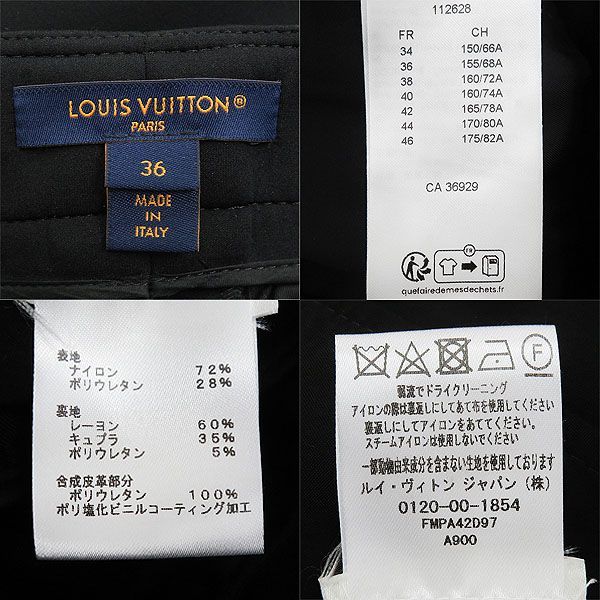 LOUIS VUITTON®
PARIS
36
MADE
IN
ITALY
112628
FR CH
34 150/66A
36 155/68A
38 160/72A
40 160/74A
42 165/78A
44 170/80A
46 175/82A
CA 36929
FR
quefairedemesdechets.fr
表地
ナイロン 72%
ポリウレタン 28%
裏地
レーヨン 60%
キュプラ 35%
ポリウレタン 5%
合成皮革部分
ポリウレタン 100%
ポリ塩化ビニルコーティング加工
F
弱流でドライクリーニング
アイロンの際は裏返しにしてあて布を使用してください
裏返しにしてアイロンをあててください。
スチームアイロンは使用しないでください
一部動物由来成分を含まない生地を使用しております
ルイ・ヴィトン ジャパン (株)
0120-00-1854
FMPA42D97
A900